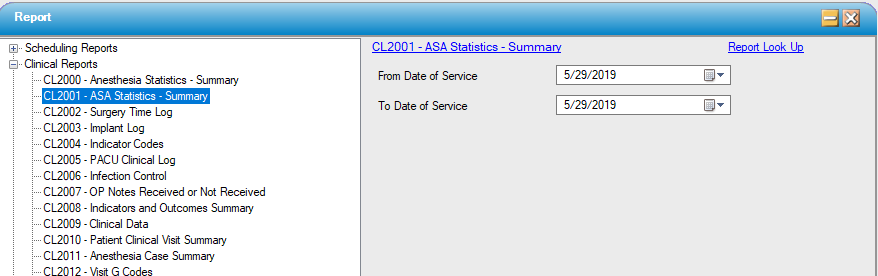 Report
Scheduling Reports
Clinical Reports
CL2000 - Anesthesia Statistics - Summary
CL2001 - ASA Statistics - Summary
CL2002 - Surgery Time Log
CL2003 - Implant Log
CL2004 - Indicator Codes
CL2005 - PACU Clinical Log
CL2006 - Infection Control
CL2007 - OP Notes Received or Not Received
CL2008 - Indicators and Outcomes Summary
CL2009 - Clinical Data
CL2010 - Patient Clinical Visit Summary
CL2011 - Anesthesia Case Summary
CL2012 - Visit G Codes
CL2001 - ASA Statistics - Summary Report Look Up
From Date of Service 5/29/2019
To Date of Service 5/29/2019